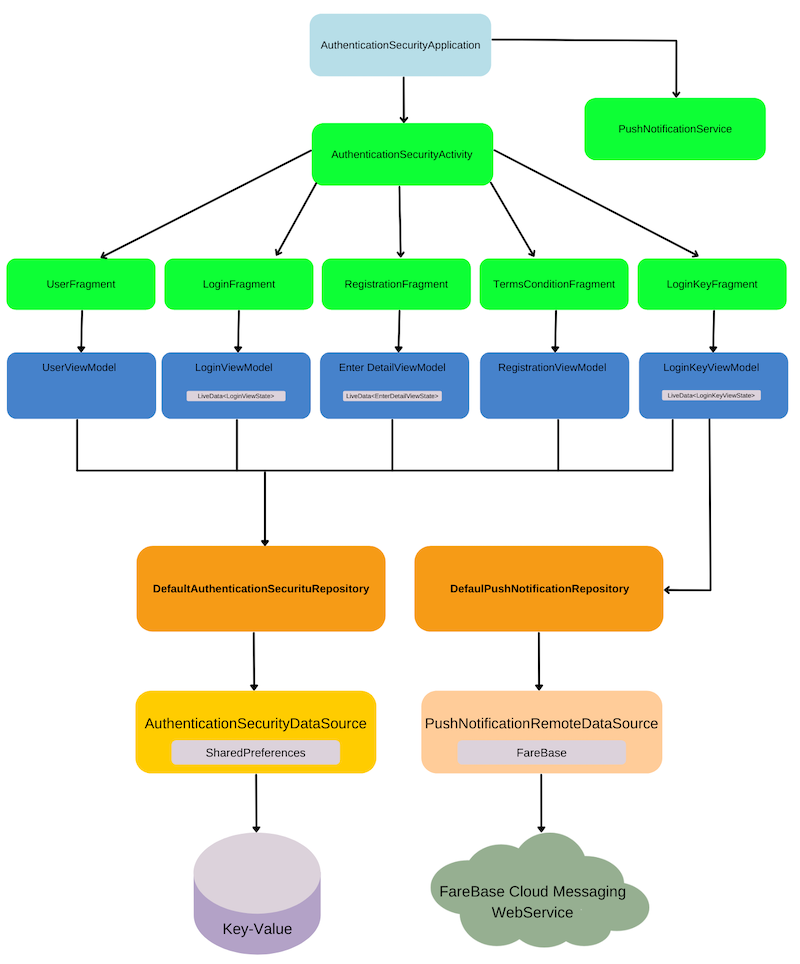 AuthenticationSecurityApplication
PushNotificationService
AuthenticationSecurityActivity
UserFragment
LoginFragment
RegistrationFragment
TermsConditionFragment
LoginKeyFragment
UserViewModel
LoginViewModel
LiveData<LoginViewState>
Enter DetailViewModel
LiveData<EnterDetailViewState>
RegistrationViewModel
LoginKeyViewModel
LiveData<LoginKeyViewState>
DefaultAuthenticationSecurituRepository
DefaulPushNotificationRepository
AuthenticationSecurityDataSource
SharedPreferences
PushNotificationRemoteDataSource
FareBase
Key-Value
FareBase Cloud Messaging
WebService